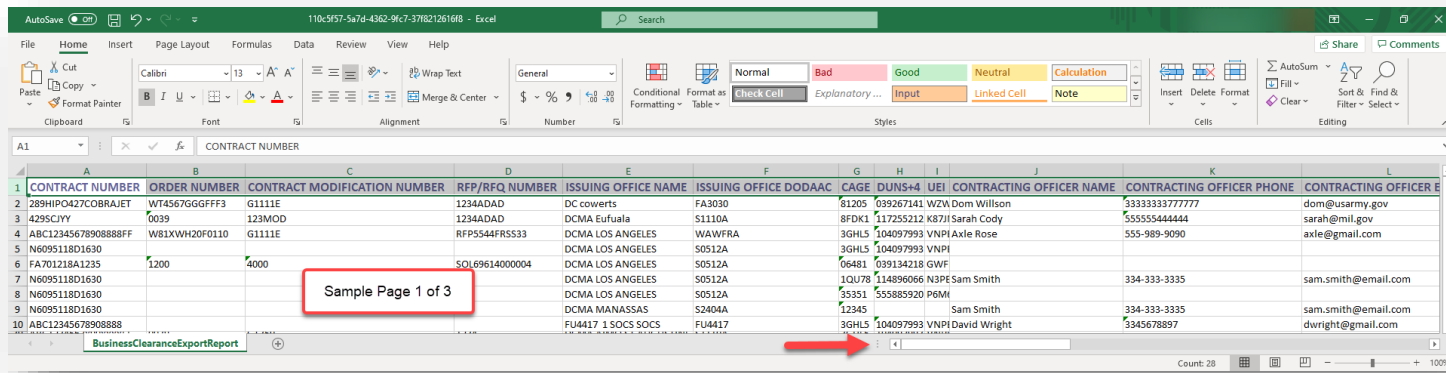 AutoSave Off 110c5f57-5a7d-4362-9fc7-37f8212616f8 - Excel Search
File Home Insert Page Layout Formulas Data Review View Help Share Comments
Paste Cut Copy Format Painter Calibri 13 B I U Wrap Text Merge & Center General $ % Conditional Formatting Format as Table Normal Bad Good Neutral Calculation Check Cell Explanatory ... Input Linked Cell Note Insert Delete Format AutoSum Fill Clear Sort & Filter Find & Select
Clipboard Font Alignment Number Styles Cells Editing
A1 fx CONTRACT NUMBER
A B C D E F G H I J K L
1 CONTRACT NUMBER ORDER NUMBER CONTRACT MODIFICATION NUMBER RFP/RFQ NUMBER ISSUING OFFICE NAME ISSUING OFFICE DODAAC CAGE DUNS+4 UEI CONTRACTING OFFICER NAME CONTRACTING OFFICER PHONE CONTRACTING OFFICER E
2 289HIPO427COBRAJET WT4567GGGFFF3 G1111E 1234ADAD DC cowerts FA3030 81205 039267141 WZW Dom Willson 33333333777777 dom@usarmy.gov
3 429SCJYY 0039 123MOD 1234ADAD DCMA Eufuala S1110A 8FDK1 117255212 K87JI Sarah Cody 555555444444 sarah@mil.gov
4 ABC12345678908888FF W81XWH20F0110 G1111E RFP5544FRSS33 DCMA LOS ANGELES WAWFRA 3GHL5 104097993 VNPI Axle Rose 555-989-9090 axle@gmail.com
5 N6095118D1630 DCMA LOS ANGELES S0512A 3GHL5 104097993 VNPI
6 FA701218A1235 1200 4000 SOL69614000004 DCMA LOS ANGELES S0512A 06481 039134218 GWF
7 N6095118D1630 DCMA LOS ANGELES S0512A 1QU78 114896066 N3PE Sam Smith 334-333-3335 sam.smith@email.com
8 N6095118D1630 DCMA LOS ANGELES S0512A 35351 555885920 P6M
9 N6095118D1630 DCMA MANASSAS S2404A 12345 Sam Smith 334-333-3335 sam.smith@email.com
10 ABC12345678908888 FU4417 1 SOCS SOCS FU4417 3GHL5 104097993 VNPI David Wright 3345678897 dwright@gmail.com
Sample Page 1 of 3
BusinessClearanceExportReport
Count: 28 100%